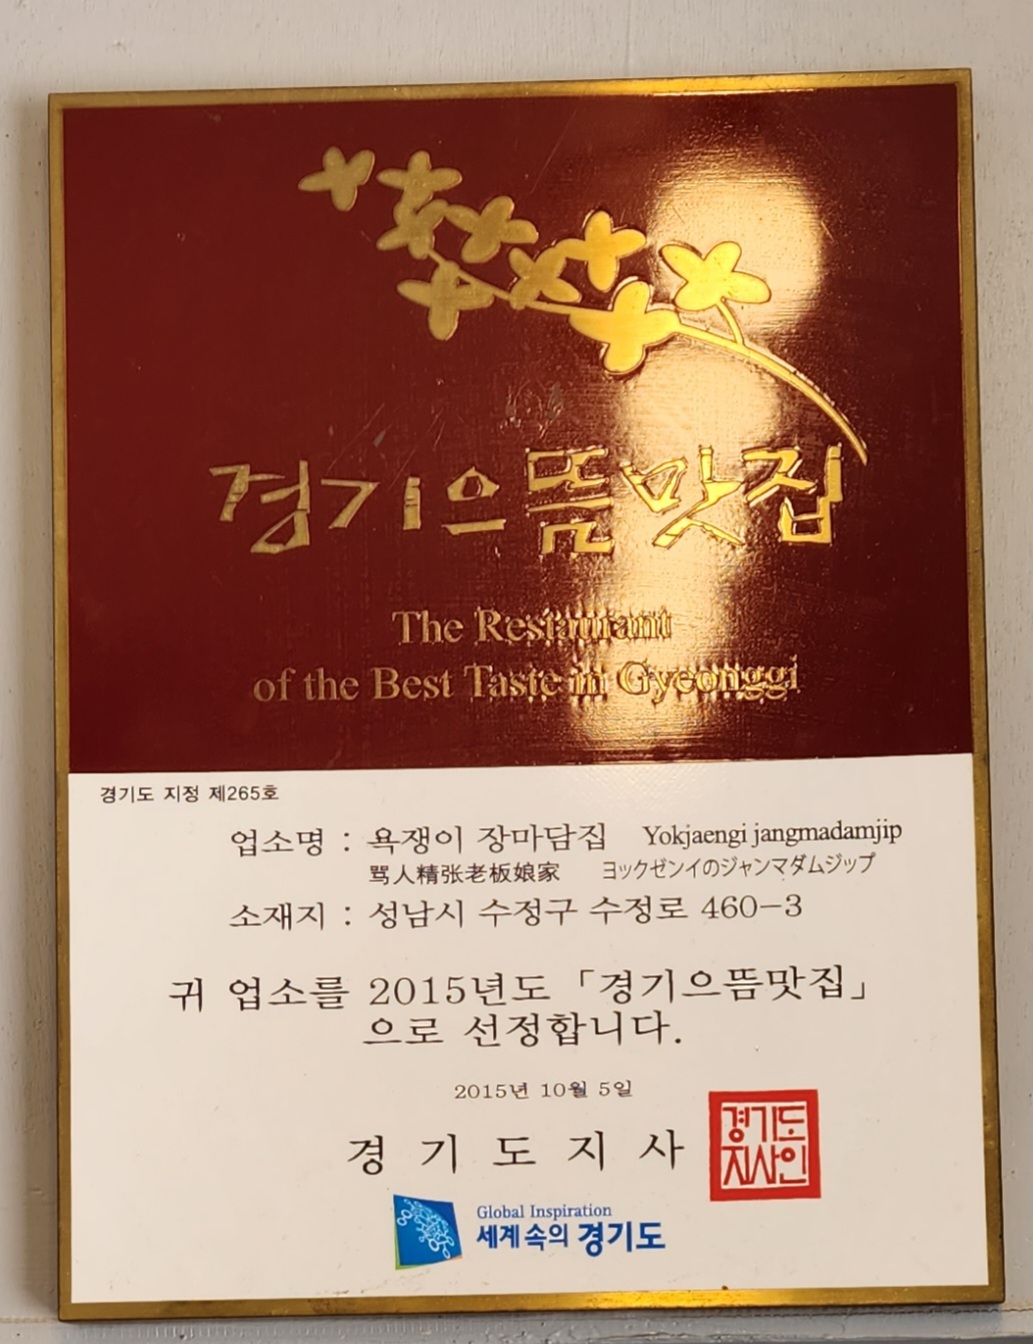 경기으뜸맛집
The Restaurant
of the Best Taste in Gyeonggi
경기도 지정 제265호
업소명 : 욕쟁이 장마담집 Yokjaengi jangmadamjip
骂人精张老板娘家 ヨックゼンイのジャンマダムジップ
소재지 : 성남시 수정구 수정로 460-3
귀 업소를 2015년도 「경기으뜸맛집」
으로 선정합니다.
2015년 10월 5일
경 기 도 지 사
경기도
지사인
Global Inspiration
세계 속의 경기도